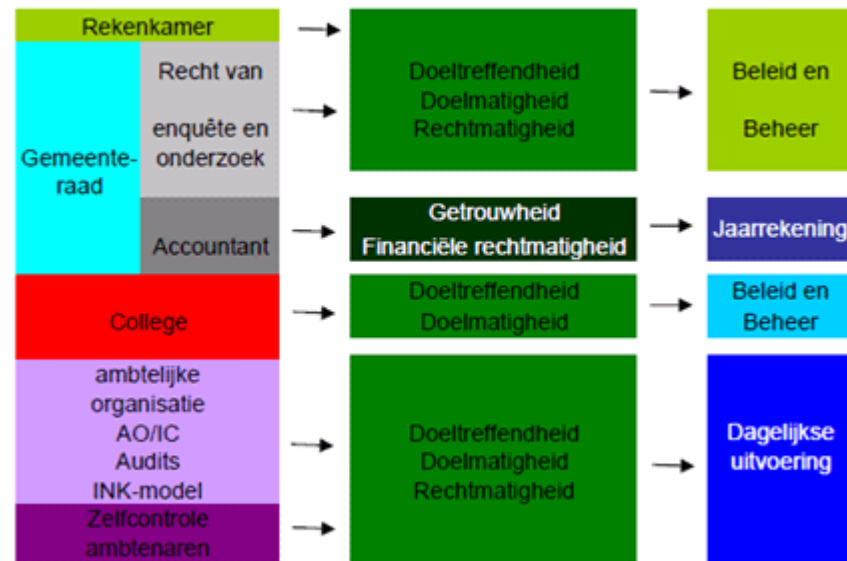 Rekenkamer
Recht van
enquête en
onderzoek
Gemeente-
raad
Accountant
Doeltreffendheid
Doelmatigheid
Rechtmatigheid
Beleid en
Beheer
Getrouwheid
Financiële rechtmatigheid
Jaarrekening
College
Doeltreffendheid
Doelmatigheid
Beleid en
Beheer
ambtelijke
organisatie
AO/IC
Audits
INK-model
Zelfcontrole
ambtenaren
Doeltreffendheid
Doelmatigheid
Rechtmatigheid
Dagelijkse
uitvoering